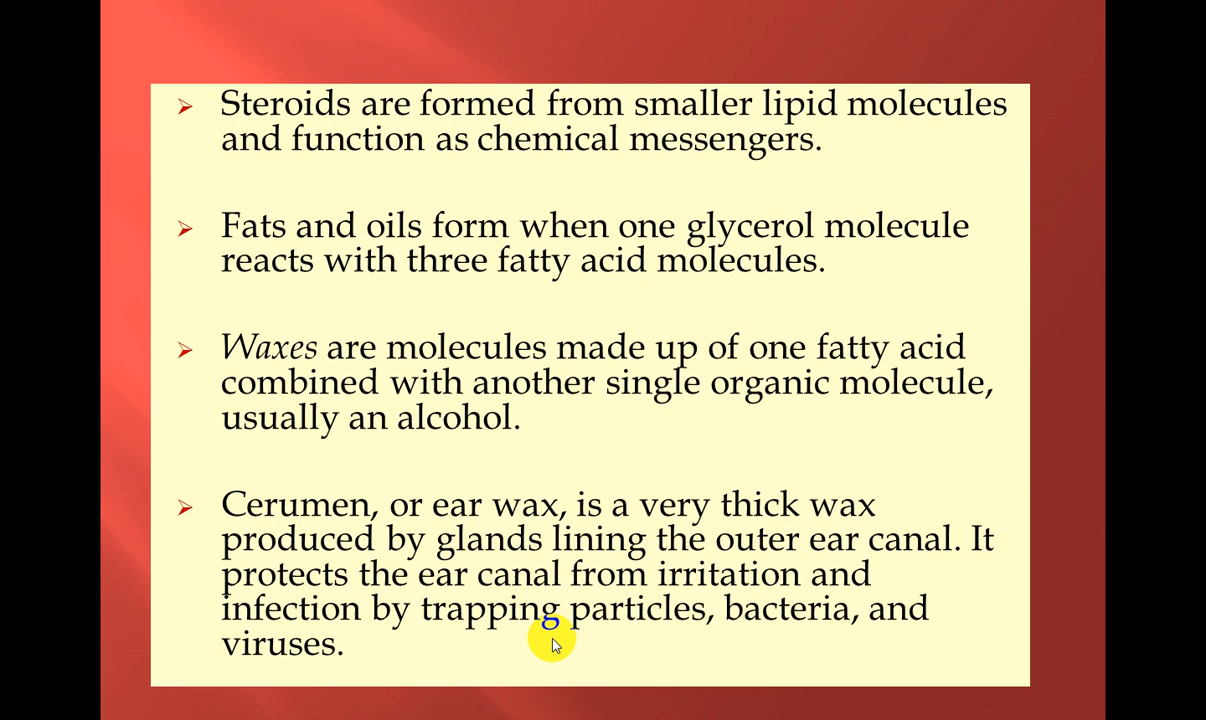 Steroids are formed from smaller lipid molecules
and function as chemical messengers.
Fats and oils form when one glycerol molecule
reacts with three fatty acid molecules.
Waxes are molecules made up of one fatty acid
combined with another single organic molecule,
usually an alcohol.
Cerumen, or ear wax, is a very thick wax
produced by glands lining the outer ear canal. It
protects the ear canal from irritation and
infection by trapping particles, bacteria, and
viruses.